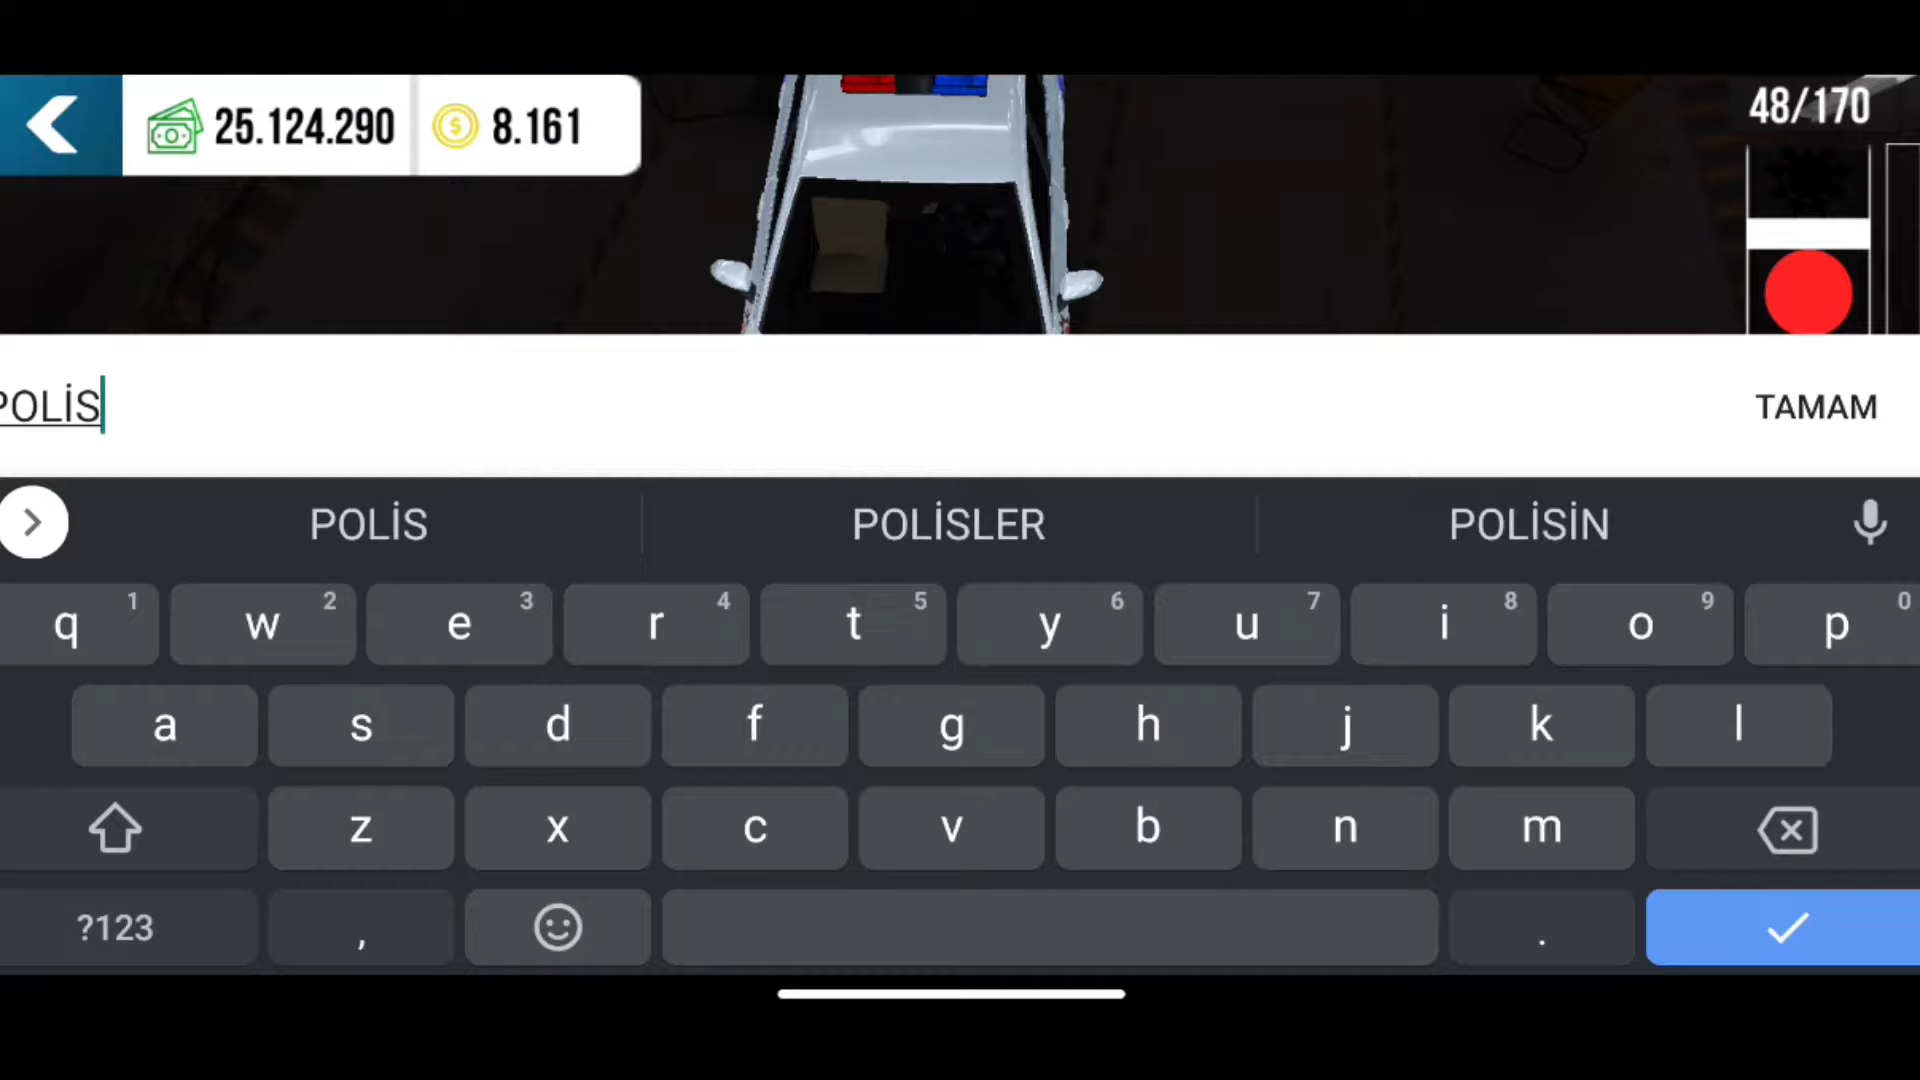 25.124.290 8.161 48/170
POLİS TAMAM
POLİS POLİSLER POLİSİN
q 1 w 2 e 3 r 4 t 5 y 6 u 7 i 8 o 9 p 0
a s d f g h j k l
z x c v b n m
?123 , .